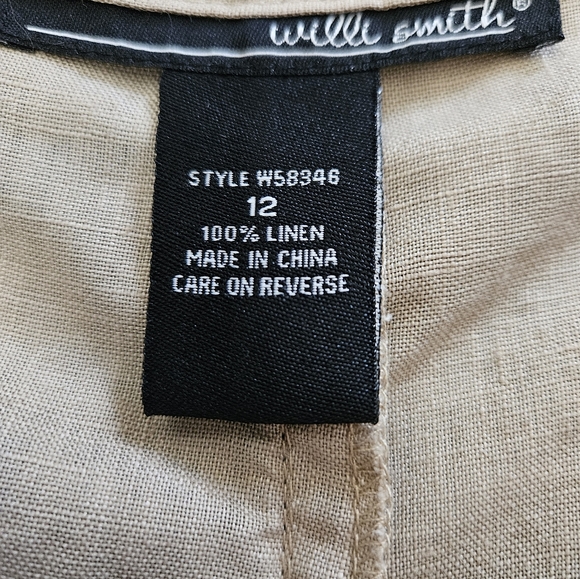 willi smith®
STYLE W58346
12
100% LINEN
MADE IN CHINA
CARE ON REVERSE